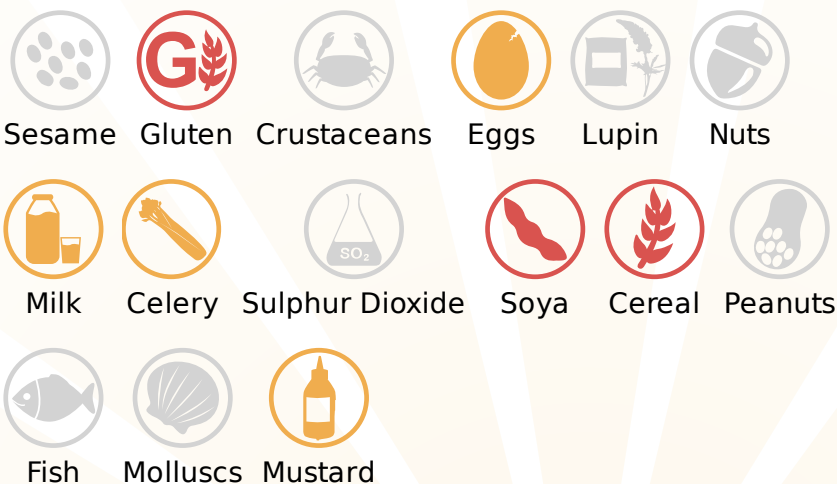 G
Sesame Gluten Crustaceans Eggs Lupin Nuts
SO₂
Milk Celery Sulphur Dioxide Soya Cereal Peanuts
Fish Molluscs Mustard